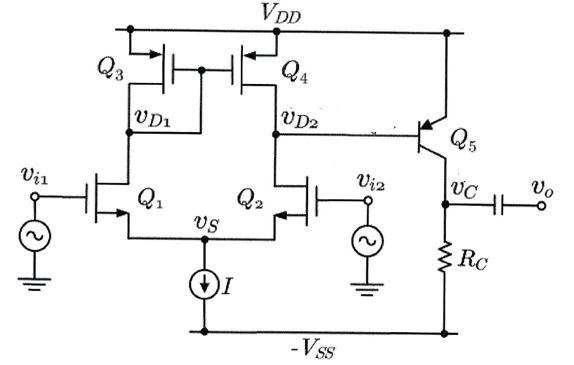 V_DD
Q_3
Q_4
v_D1
v_D2
Q_5
v_i1
Q_1
Q_2
v_i2
v_C
v_o
v_S
I
R_C
-V_SS